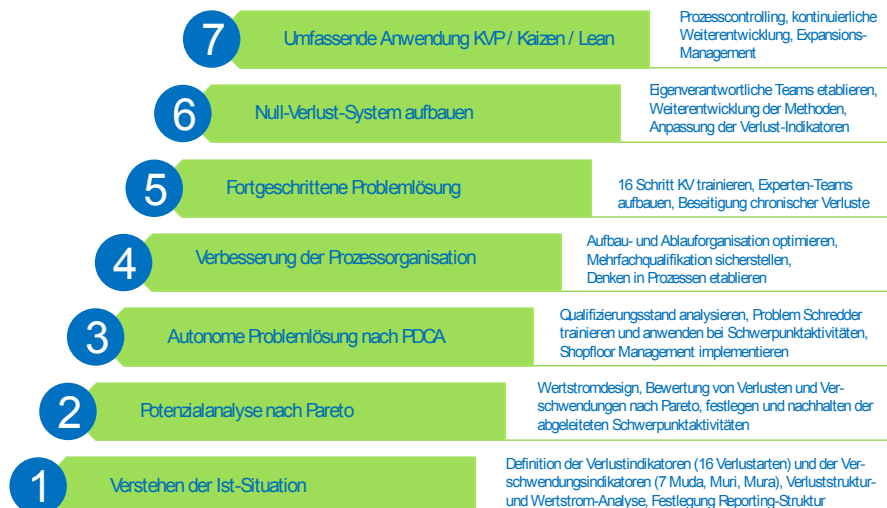 7
Umfassende Anwendung KVP / Kaizen / Lean
Prozesscontrolling, kontinuierliche
Weiterentwicklung, Expansions-
Management
6
Null-Verlust-System aufbauen
Eigenverantwortliche Teams etablieren,
Weiterentwicklung der Methoden,
Anpassung der Verlust-Indikatoren
5
Fortgeschrittene Problemlösung
16 Schritt KV trainieren, Experten-Teams
aufbauen, Beseitigung chronischer Verluste
4
Verbesserung der Prozessorganisation
Aufbau- und Ablauforganisation optimieren,
Mehrfachqualifikation sicherstellen,
Denken in Prozessen etablieren
3
Autonome Problemlösung nach PDCA
Qualifizierungsstand analysieren, Problem Schredder
trainieren und anwenden bei Schwerpunktaktivitäten,
Shopfloor Management implementieren
2
Potenzialanalyse nach Pareto
Wertstromdesign, Bewertung von Verlusten und Ver-
schwendungen nach Pareto, festlegen und nachhalten der
abgeleiteten Schwerpunktaktivitäten
1
Verstehen der Ist-Situation
Definition der Verlustindikatoren (16 Verlustarten) und der Ver-
schwendungsindikatoren (7 Muda, Muri, Mura), Verluststruktur-
und Wertstrom-Analyse, Festlegung Reporting-Struktur